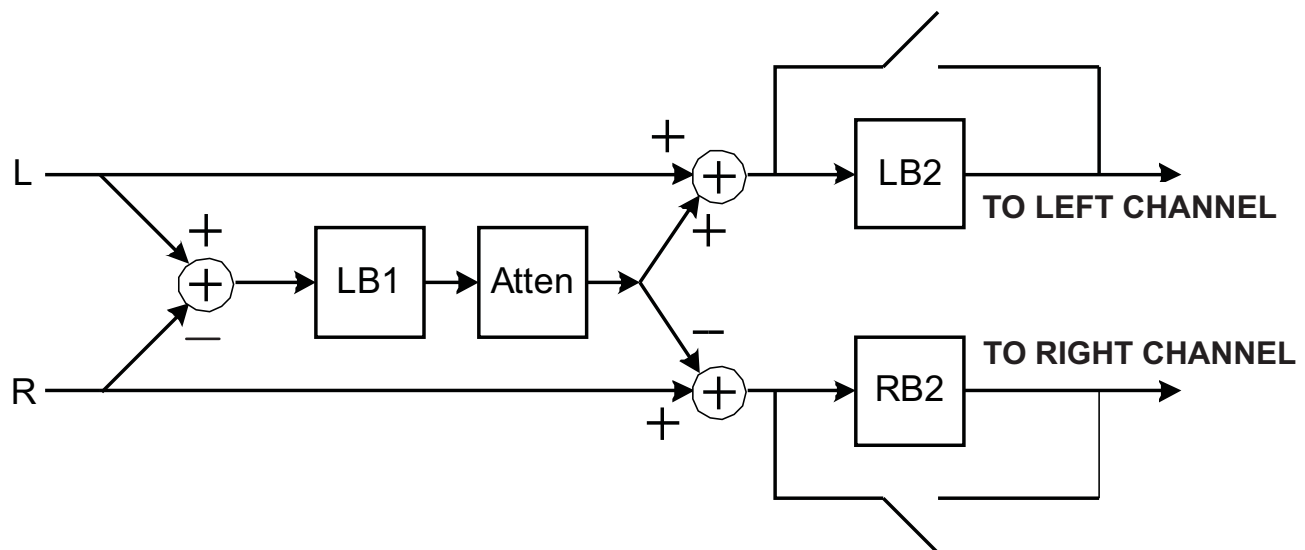 +
L
+
LB2
TO LEFT CHANNEL
+
+
+
LB1
Atten
−
−−
TO RIGHT CHANNEL
R
+
RB2
+